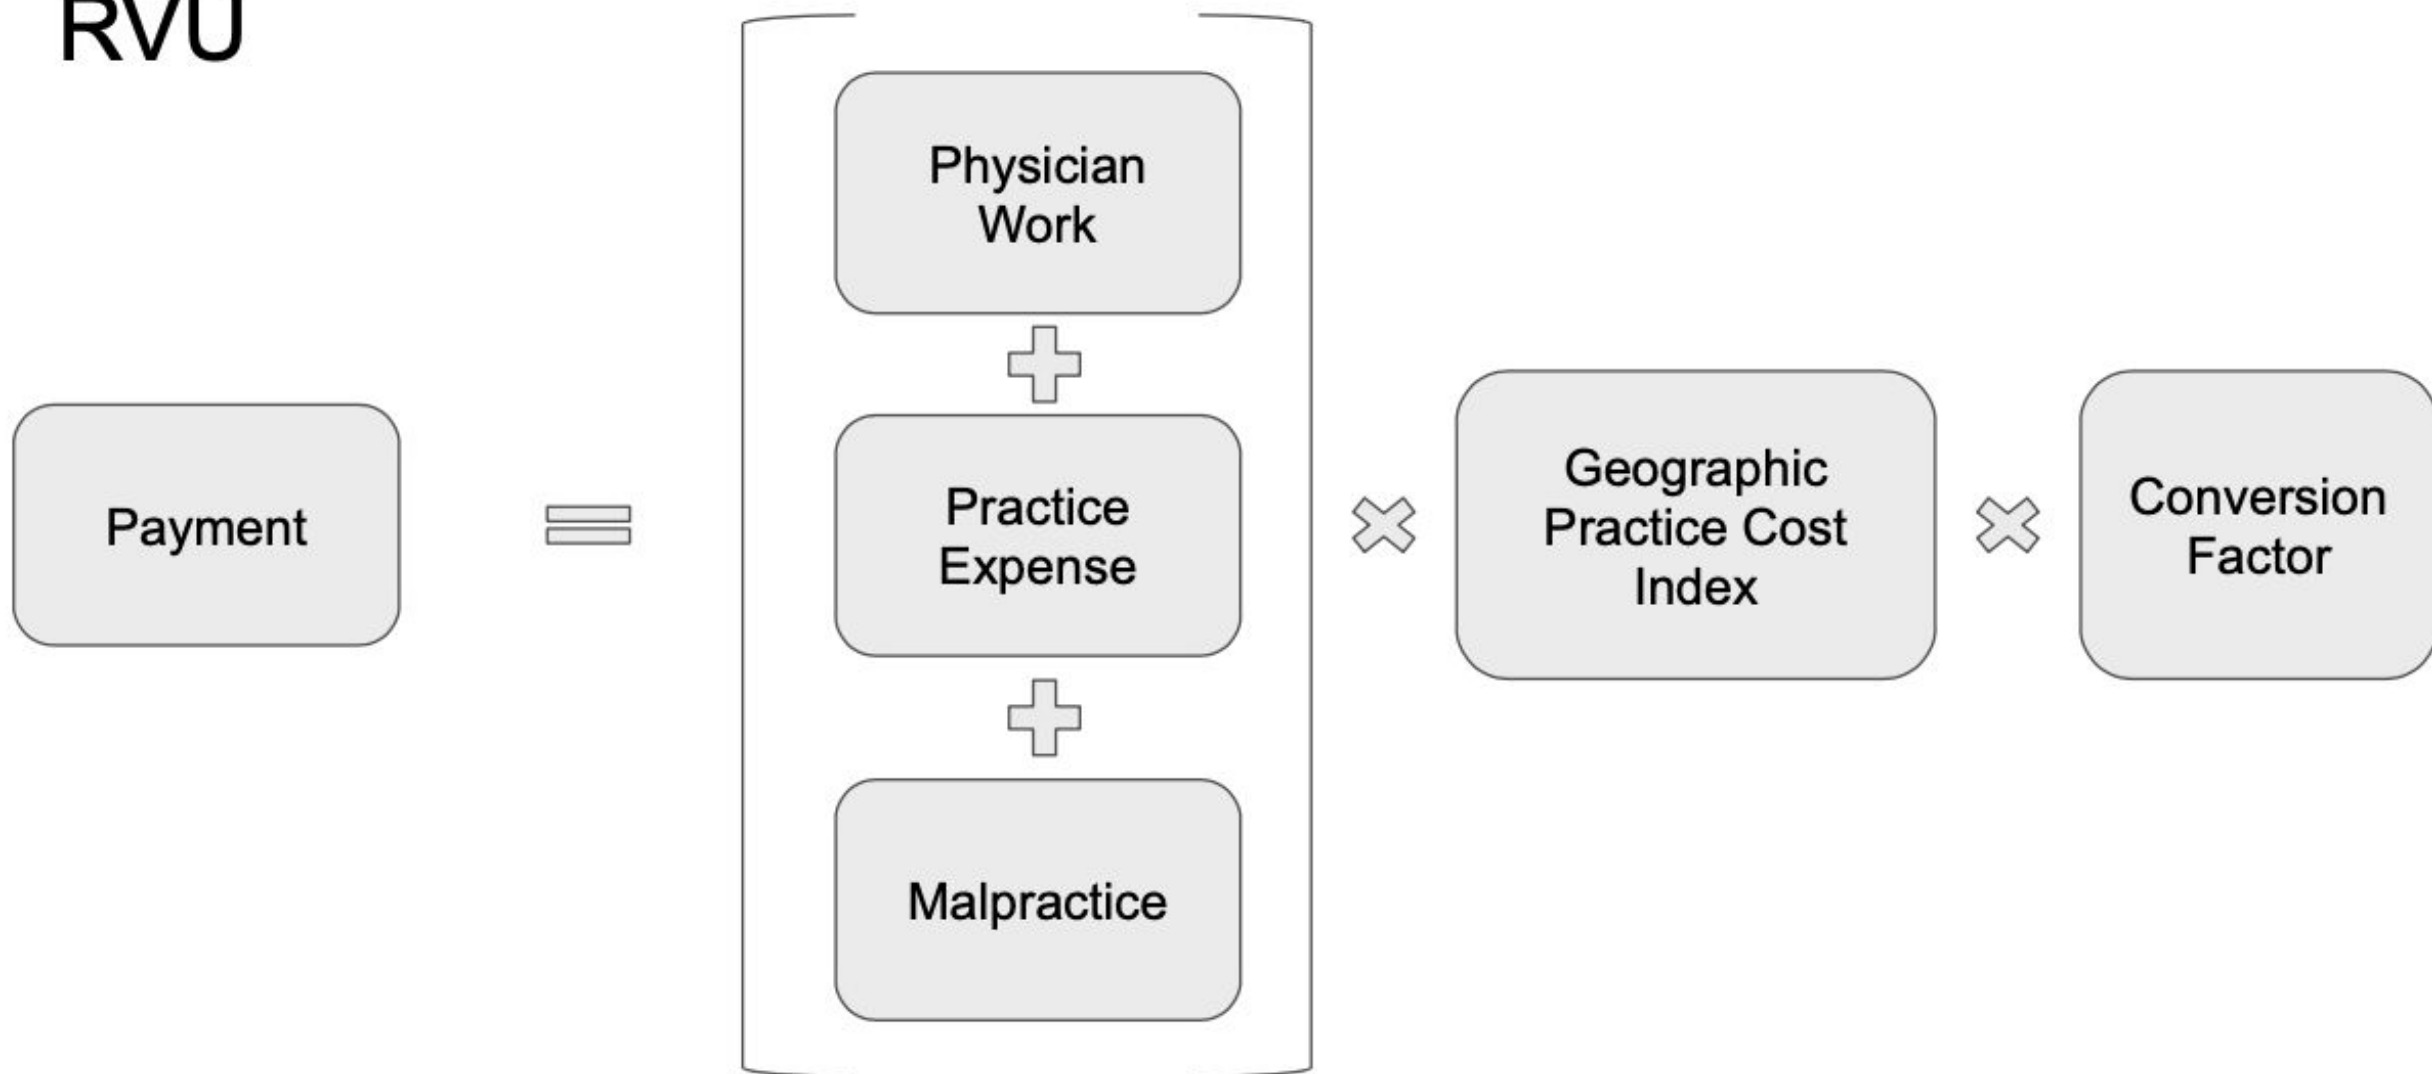 RVU
Payment
Physician
Work
Practice
Expense
Malpractice
Geographic
Practice Cost
Index
Conversion
Factor